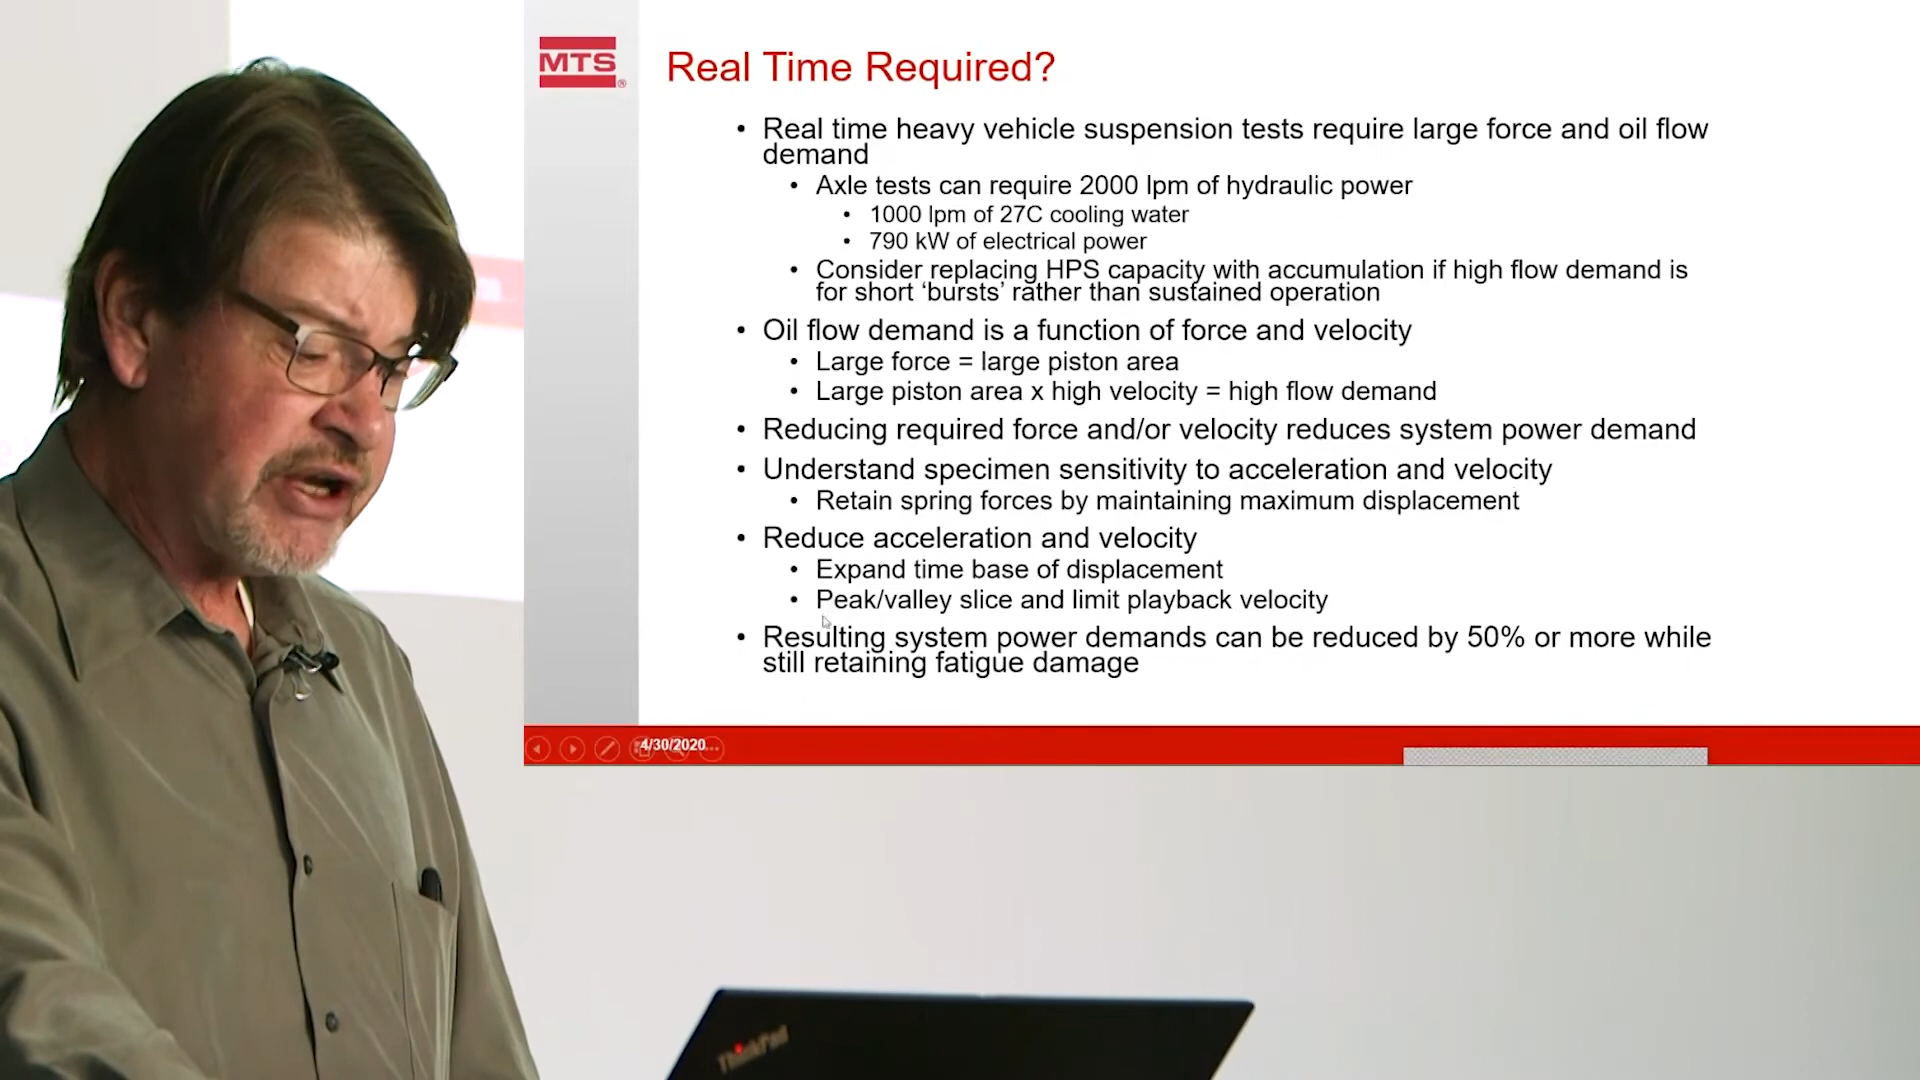 MTS
®
Real Time Required?
• Real time heavy vehicle suspension tests require large force and oil flow
demand
• Axle tests can require 2000 lpm of hydraulic power
• 1000 lpm of 27C cooling water
• 790 kW of electrical power
• Consider replacing HPS capacity with accumulation if high flow demand is
for short ‘bursts’ rather than sustained operation
• Oil flow demand is a function of force and velocity
• Large force = large piston area
• Large piston area x high velocity = high flow demand
• Reducing required force and/or velocity reduces system power demand
• Understand specimen sensitivity to acceleration and velocity
• Retain spring forces by maintaining maximum displacement
• Reduce acceleration and velocity
• Expand time base of displacement
• Peak/valley slice and limit playback velocity
• Resulting system power demands can be reduced by 50% or more while
still retaining fatigue damage
4/30/2020
ThinkPad